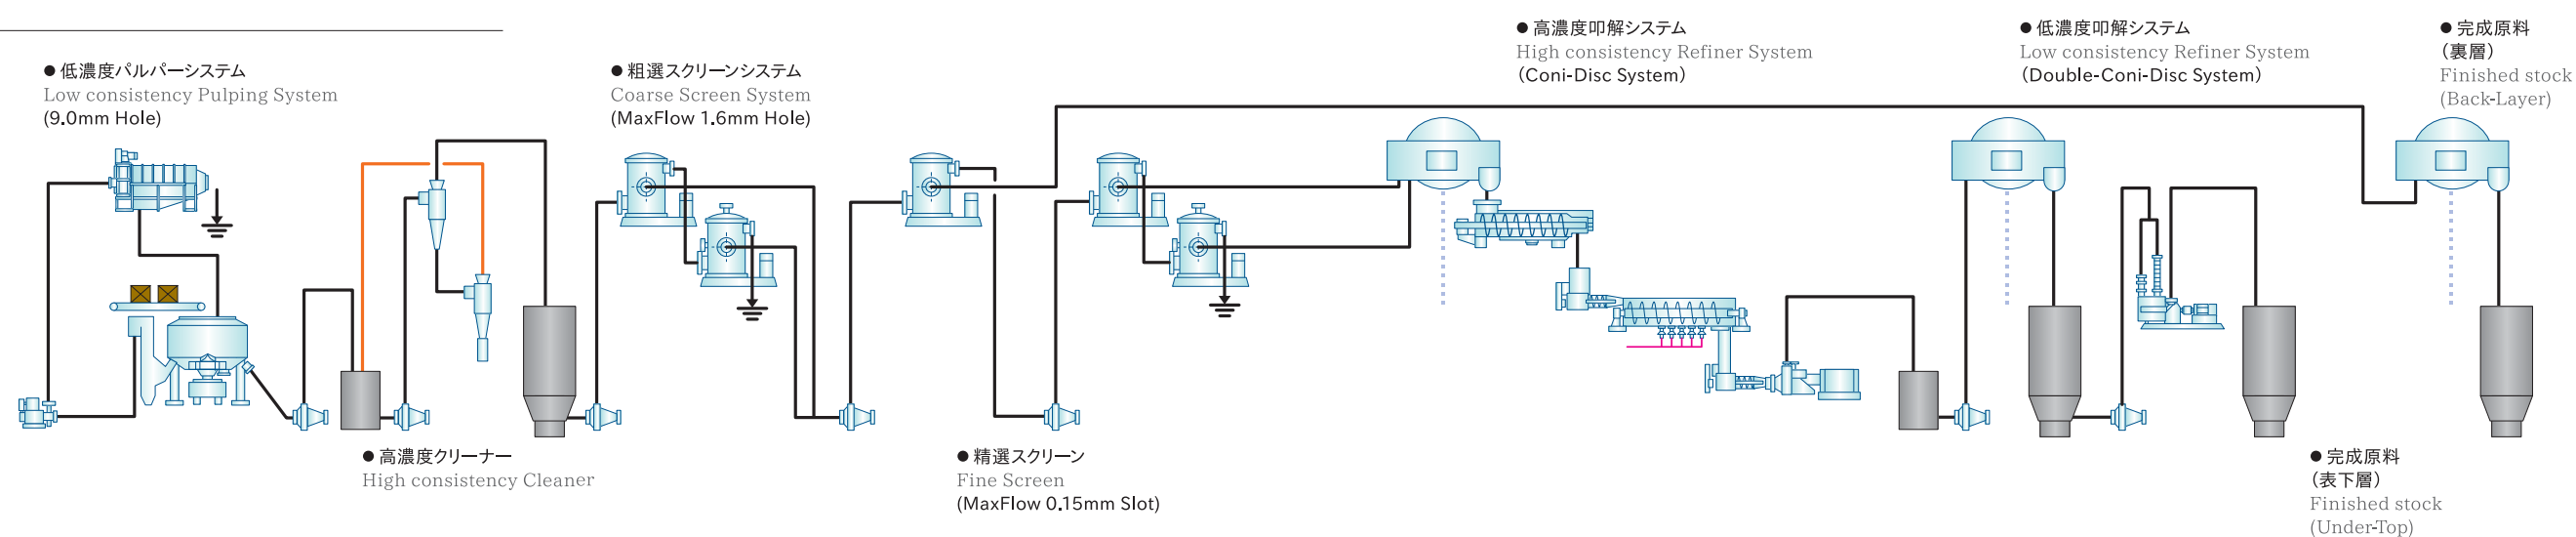 ● 低濃度パルパーシステム
Low consistency Pulping System
(9.0mm Hole)
● 粗選スクリーンシステム
Coarse Screen System
(MaxFlow 1.6mm Hole)
● 高濃度叩解システム
High consistency Refiner System
(Coni-Disc System)
● 低濃度叩解システム
Low consistency Refiner System
(Double-Coni-Disc System)
● 完成原料
(裏層)
Finished stock
(Back-Layer)
● 高濃度クリーナー
High consistency Cleaner
● 精選スクリーン
Fine Screen
(MaxFlow 0.15mm Slot)
● 完成原料
(表下層)
Finished stock
(Under-Top)